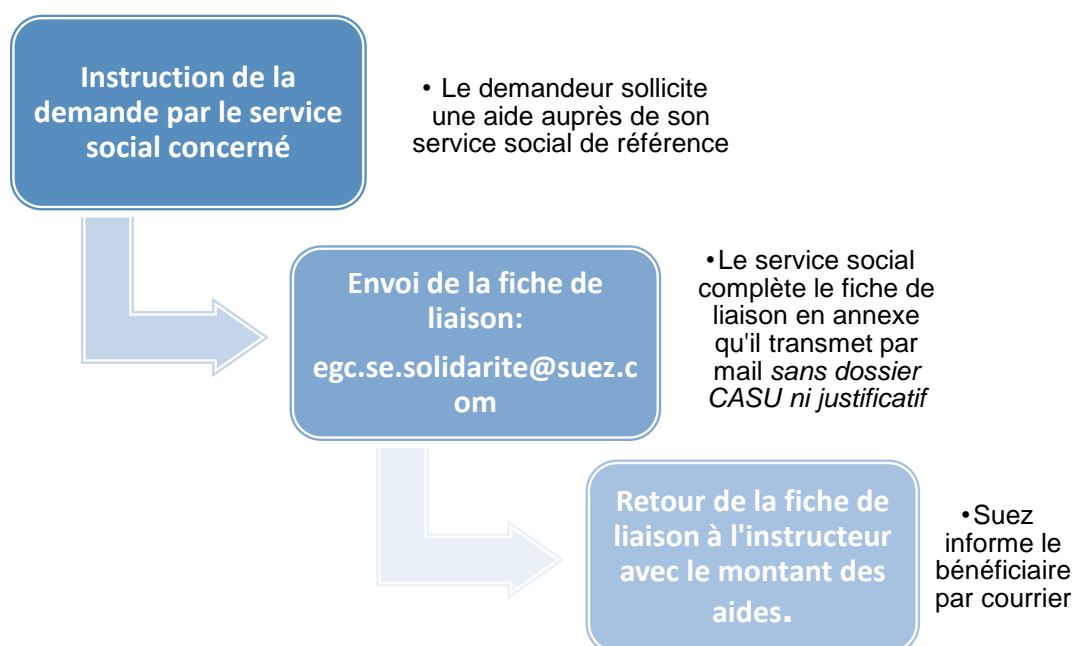 Instruction de la
demande par le service
social concerné
• Le demandeur sollicite
une aide auprès de son
service social de référence
Envoi de la fiche de
liaison:
egc.se.solidarite@suez.c
om
•Le service social
complète le fiche de
liaison en annexe
qu'il transmet par
mail sans dossier
CASU ni justificatif
Retour de la fiche de
liaison à l'instructeur
avec le montant des
aides.
•Suez
informe le
bénéficiaire
par courrier